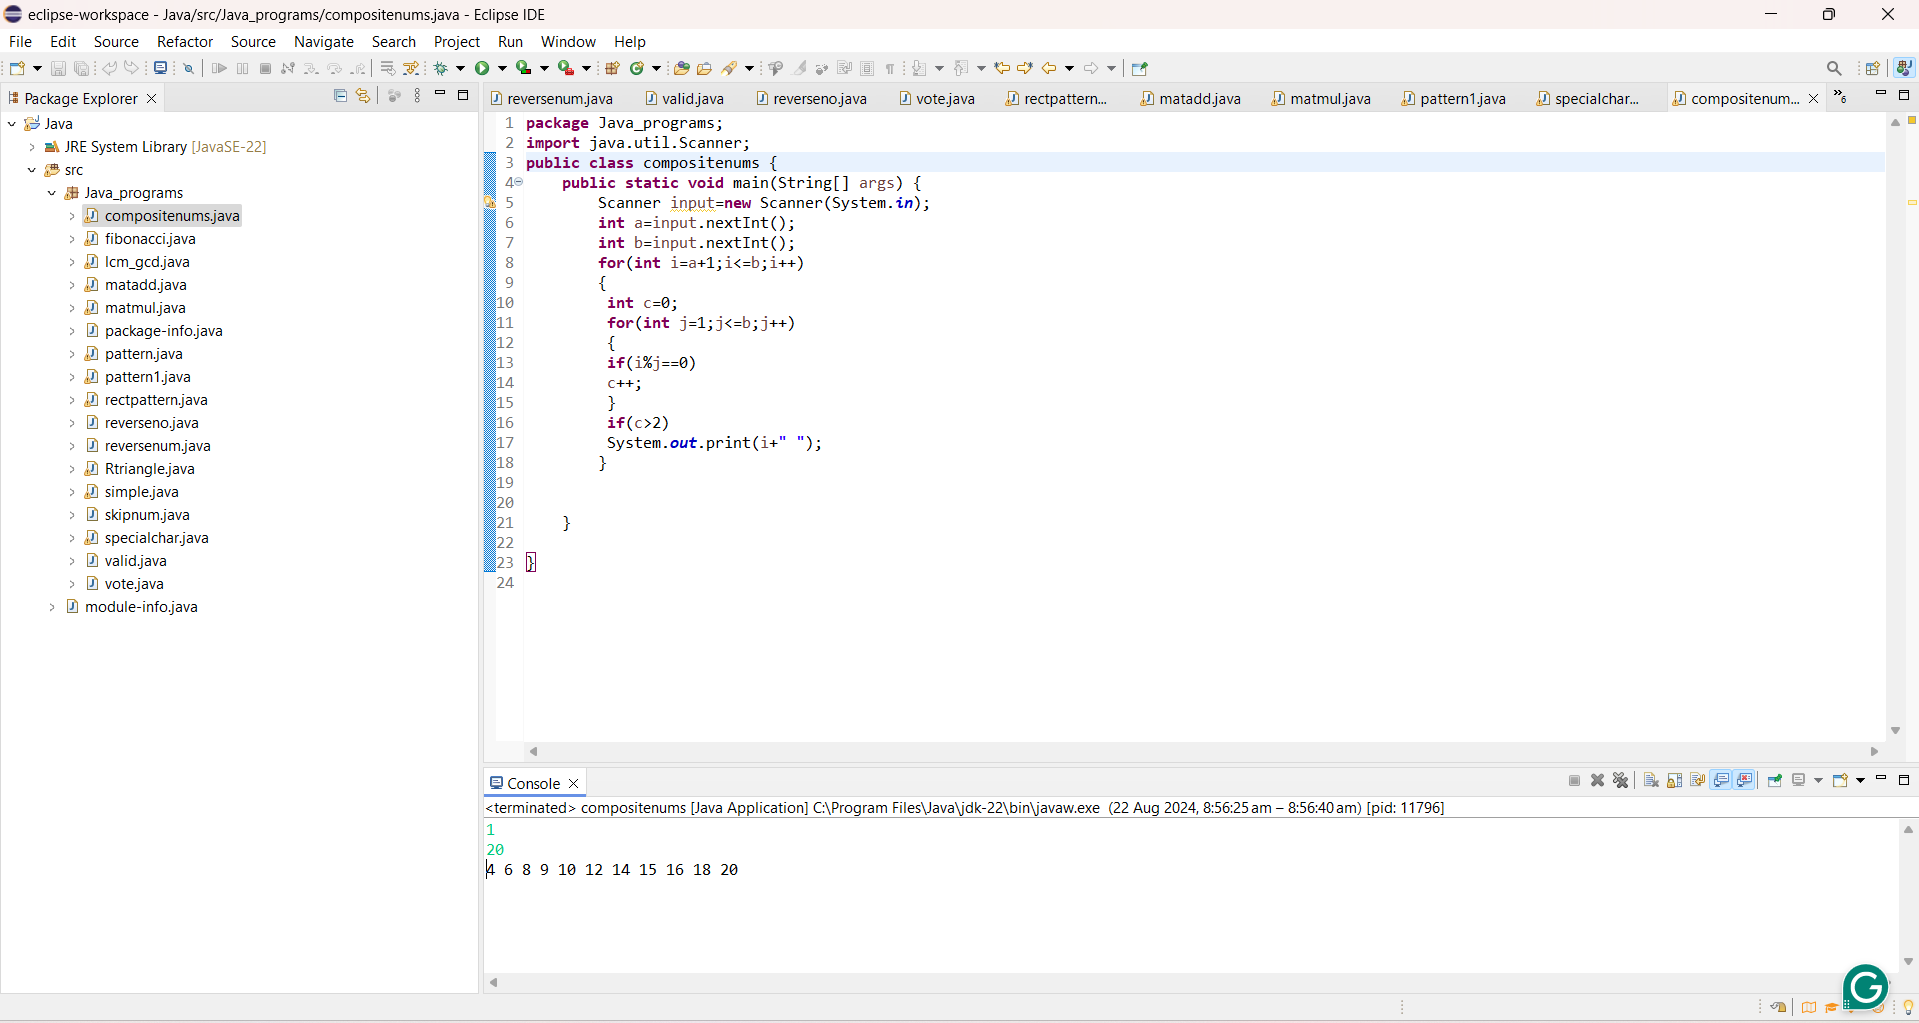 eclipse-workspace - Java/src/Java_programs/compositenums.java - Eclipse IDE
File Edit Source Refactor Source Navigate Search Project Run Window Help
Package Explorer
Java
JRE System Library [JavaSE-22]
src
Java_programs
compositenums.java
fibonacci.java
lcm_gcd.java
matadd.java
matmul.java
package-info.java
pattern.java
pattern1.java
rectpattern.java
reverseno.java
reversenum.java
Rtriangle.java
simple.java
skipnum.java
specialchar.java
valid.java
vote.java
module-info.java
reversenum.java valid.java reverseno.java vote.java rectpattern... matadd.java matmul.java pattern1.java specialchar... compositenum... »6
1 package Java_programs;
2 import java.util.Scanner;
3 public class compositenums {
4 public static void main(String[] args) {
5 Scanner input=new Scanner(System.in);
6 int a=input.nextInt();
7 int b=input.nextInt();
8 for(int i=a+1;i<=b;i++)
9 {
10 int c=0;
11 for(int j=1;j<=b;j++)
12 {
13 if(i%j==0)
14 c++;
15 }
16 if(c>2)
17 System.out.print(i+" ");
18 }
19
20
21 }
22
23 }
24
Console
<terminated> compositenums [Java Application] C:\Program Files\Java\jdk-22\bin\javaw.exe (22 Aug 2024, 8:56:25 am – 8:56:40 am) [pid: 11796]
1
20
4 6 8 9 10 12 14 15 16 18 20